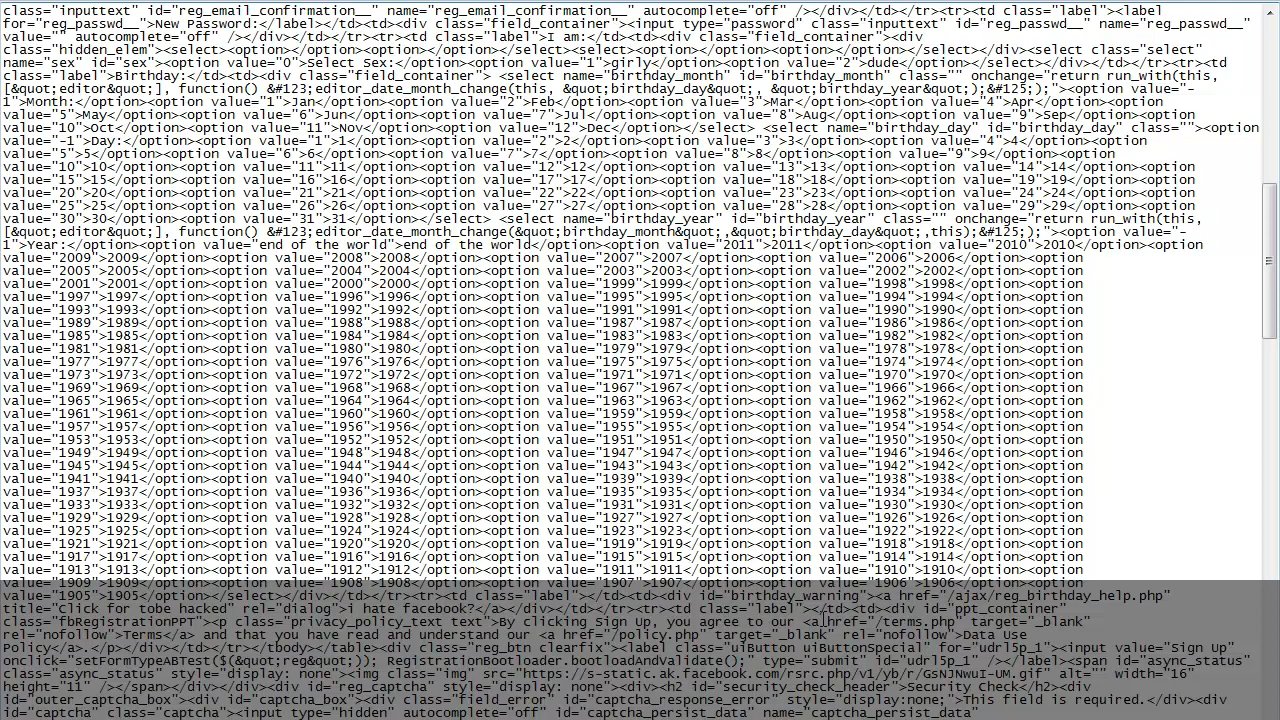 class="inputtext" id="reg_email_confirmation__" name="reg_email_confirmation__" autocomplete="off" /></div></td></tr><tr><td class="label"><label
for="reg_passwd__">New Password:</label></td><td><div class="field_container"><input type="password" class="inputtext" id="reg_passwd__" name="reg_passwd__"
value="" autocomplete="off" /></div></td></tr><tr><td class="label">I am:</td><td><div class="field_container"><div
class="hidden_elem"><select><option></option><option></option><option></option></select></div><select class="select"
name="sex" id="sex"><option value="0">Select Sex:</option><option value="1">girly</option><option value="2">dude</option></select></div></td></tr><tr><td
class="label">Birthday:</td><td><div class="field_container"> <select name="birthday_month" id="birthday_month" class="" onchange="return run_with(this,
[&quot;editor&quot;], function() &#123;editor_date_month_change(this, &quot;birthday_day&quot;, &quot;birthday_year&quot;);&#125;);"><option value="-
1">Month:</option><option value="1">Jan</option><option value="2">Feb</option><option value="3">Mar</option><option value="4">Apr</option><option
value="5">May</option><option value="6">Jun</option><option value="7">Jul</option><option value="8">Aug</option><option value="9">Sep</option><option
value="10">Oct</option><option value="11">Nov</option><option value="12">Dec</option></select> <select name="birthday_day" id="birthday_day" class=""><option
value="-1">Day:</option><option value="1">1</option><option value="2">2</option><option value="3">3</option><option value="4">4</option><option
value="5">5</option><option value="6">6</option><option value="7">7</option><option value="8">8</option><option value="9">9</option><option
value="10">10</option><option value="11">11</option><option value="12">12</option><option value="13">13</option><option value="14">14</option><option
value="15">15</option><option value="16">16</option><option value="17">17</option><option value="18">18</option><option value="19">19</option><option
value="20">20</option><option value="21">21</option><option value="22">22</option><option value="23">23</option><option value="24">24</option><option
value="25">25</option><option value="26">26</option><option value="27">27</option><option value="28">28</option><option value="29">29</option><option
value="30">30</option><option value="31">31</option></select> <select name="birthday_year" id="birthday_year" class="" onchange="return run_with(this,
[&quot;editor&quot;], function() &#123;editor_date_month_change(&quot;birthday_month&quot;,&quot;birthday_day&quot;,this);&#125;);"><option value="-
1">Year:</option><option value="end of the world">end of the world</option><option value="2011">2011</option><option value="2010">2010</option><option
value="2009">2009</option><option value="2008">2008</option><option value="2007">2007</option><option value="2006">2006</option><option
value="2005">2005</option><option value="2004">2004</option><option value="2003">2003</option><option value="2002">2002</option><option
value="2001">2001</option><option value="2000">2000</option><option value="1999">1999</option><option value="1998">1998</option><option
value="1997">1997</option><option value="1996">1996</option><option value="1995">1995</option><option value="1994">1994</option><option
value="1993">1993</option><option value="1992">1992</option><option value="1991">1991</option><option value="1990">1990</option><option
value="1989">1989</option><option value="1988">1988</option><option value="1987">1987</option><option value="1986">1986</option><option
value="1985">1985</option><option value="1984">1984</option><option value="1983">1983</option><option value="1982">1982</option><option
value="1981">1981</option><option value="1980">1980</option><option value="1979">1979</option><option value="1978">1978</option><option
value="1977">1977</option><option value="1976">1976</option><option value="1975">1975</option><option value="1974">1974</option><option
value="1973">1973</option><option value="1972">1972</option><option value="1971">1971</option><option value="1970">1970</option><option
value="1969">1969</option><option value="1968">1968</option><option value="1967">1967</option><option value="1966">1966</option><option
value="1965">1965</option><option value="1964">1964</option><option value="1963">1963</option><option value="1962">1962</option><option
value="1961">1961</option><option value="1960">1960</option><option value="1959">1959</option><option value="1958">1958</option><option
value="1957">1957</option><option value="1956">1956</option><option value="1955">1955</option><option value="1954">1954</option><option
value="1953">1953</option><option value="1952">1952</option><option value="1951">1951</option><option value="1950">1950</option><option
value="1949">1949</option><option value="1948">1948</option><option value="1947">1947</option><option value="1946">1946</option><option
value="1945">1945</option><option value="1944">1944</option><option value="1943">1943</option><option value="1942">1942</option><option
value="1941">1941</option><option value="1940">1940</option><option value="1939">1939</option><option value="1938">1938</option><option
value="1937">1937</option><option value="1936">1936</option><option value="1935">1935</option><option value="1934">1934</option><option
value="1933">1933</option><option value="1932">1932</option><option value="1931">1931</option><option value="1930">1930</option><option
value="1929">1929</option><option value="1928">1928</option><option value="1927">1927</option><option value="1926">1926</option><option
value="1925">1925</option><option value="1924">1924</option><option value="1923">1923</option><option value="1922">1922</option><option
value="1921">1921</option><option value="1920">1920</option><option value="1919">1919</option><option value="1918">1918</option><option
value="1917">1917</option><option value="1916">1916</option><option value="1915">1915</option><option value="1914">1914</option><option
value="1913">1913</option><option value="1912">1912</option><option value="1911">1911</option><option value="1910">1910</option><option
value="1909">1909</option><option value="1908">1908</option><option value="1907">1907</option><option value="1906">1906</option><option
value="1905">1905</option></select></div></td></tr><tr><td class="label"></td><td><div id="birthday_warning"><a href="/ajax/reg_birthday_help.php"
title="click for tobe hacked" rel="dialog">i hate facebook?</a></div></td></tr><tr><td class="label"></td><td><div id="ppt_container"
class="fbRegistrationPPT"><p class="privacy_policy_text text">By clicking Sign Up, you agree to our <a href="/terms.php" target="_blank"
rel="nofollow">Terms</a> and that you have read and understand our <a href="/policy.php" target="_blank" rel="nofollow">Data Use
Policy</a>.</p></div></td></tr></tbody></table><div class="reg_btn clearfix"><label class="uiButton uiButtonSpecial" for="udrl5p_1"><input value="Sign Up"
onclick="setFormTypeABTest($(&quot;reg&quot;)); RegistrationBootloader.bootloadAndValidate();" type="submit" id="udrl5p_1" /></label><span id="async_status"
class="async_status" style="display: none"><img class="img" src="https://s-static.ak.facebook.com/rsrc.php/v1/yb/r/GsNJNwuI-UM.gif" alt="" width="16"
height="11" /></span></div></div><div id="reg_captcha" style="display: none"><div><h2 id="security_check_header">Security Check</h2><div
id="outer_captcha_box"><div id="captcha_box"><div class="field_error" id="captcha_response_error" style="display:none;">This field is required.</div><div
id="captcha" class="captcha"><input type="hidden" autocomplete="off" id="captcha_persist_data" name="captcha_persist_data"